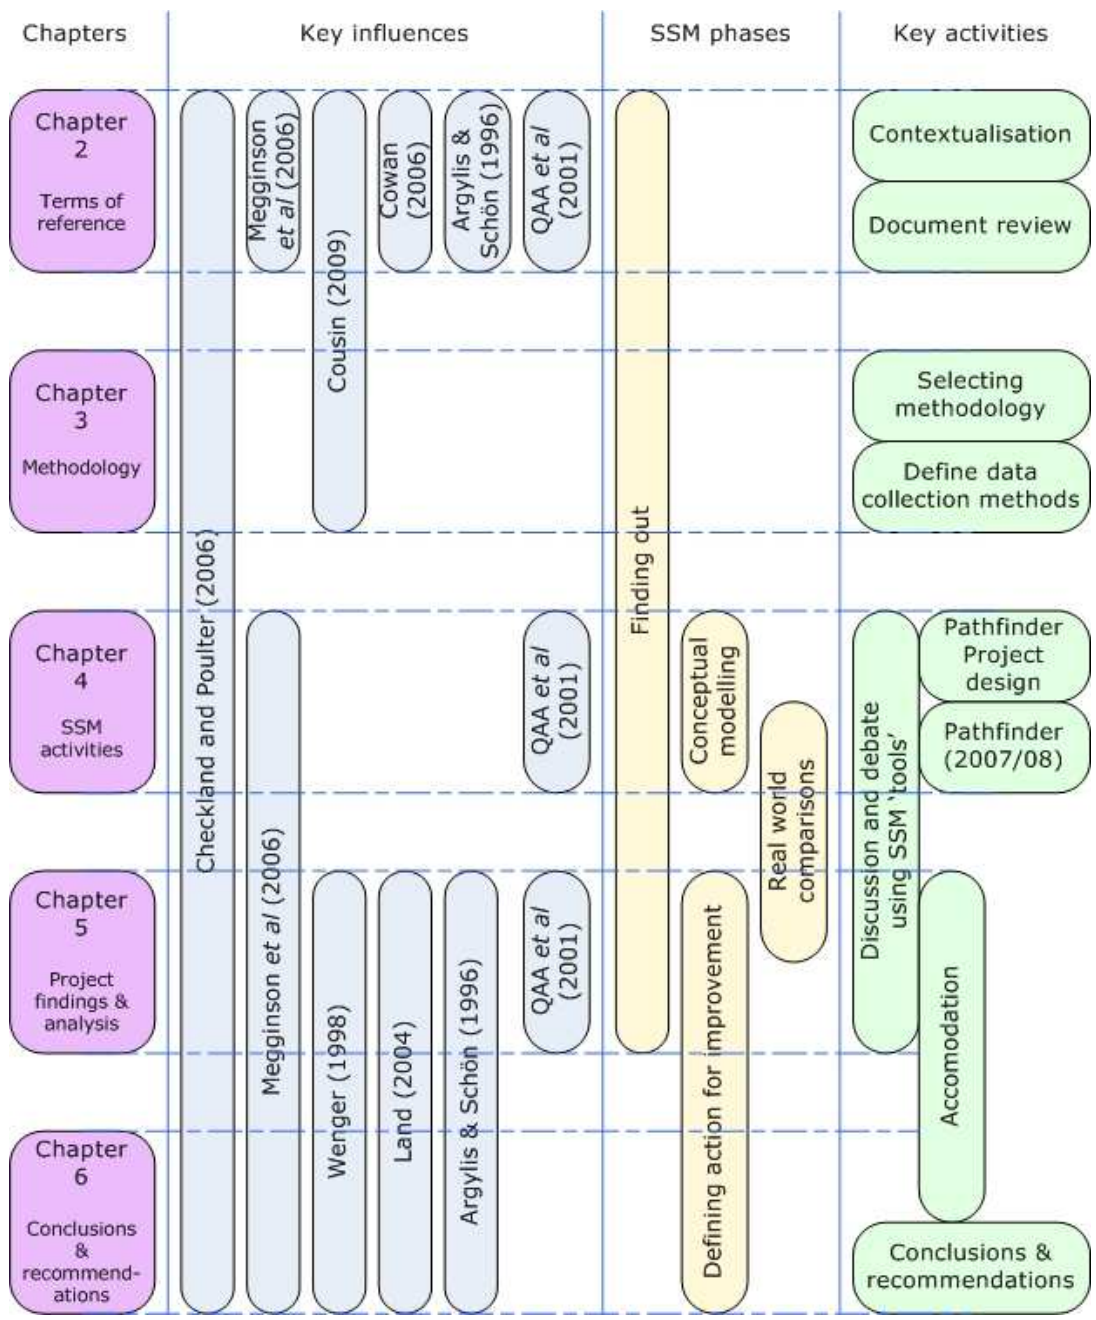 Chapters
Key influences
SSM phases
Key activities
Chapter
2
Terms of
reference
Megginson
et al (2006)
Cousin (2009)
Cowan
(2006)
Argylis &
Schön (1996)
QAA et al
(2001)
Contextualisation
Document review
Chapter
3
Methodology
Selecting
methodology
Define data
collection methods
Checkland and Poulter (2006)
Finding out
Chapter
4
SSM
activities
Megginson et al (2006)
QAA et al
(2001)
Conceptual
modelling
Real world
comparisons
Discussion and debate
using SSM ‘tools’
Pathfinder
Project
design
Pathfinder
(2007/08)
Chapter
5
Project
findings &
analysis
Wenger (1998)
Land (2004)
Argylis & Schön (1996)
QAA et al
(2001)
Defining action for improvement
Accomodation
Chapter
6
Conclusions
&
recommend-
ations
Conclusions &
recommendations